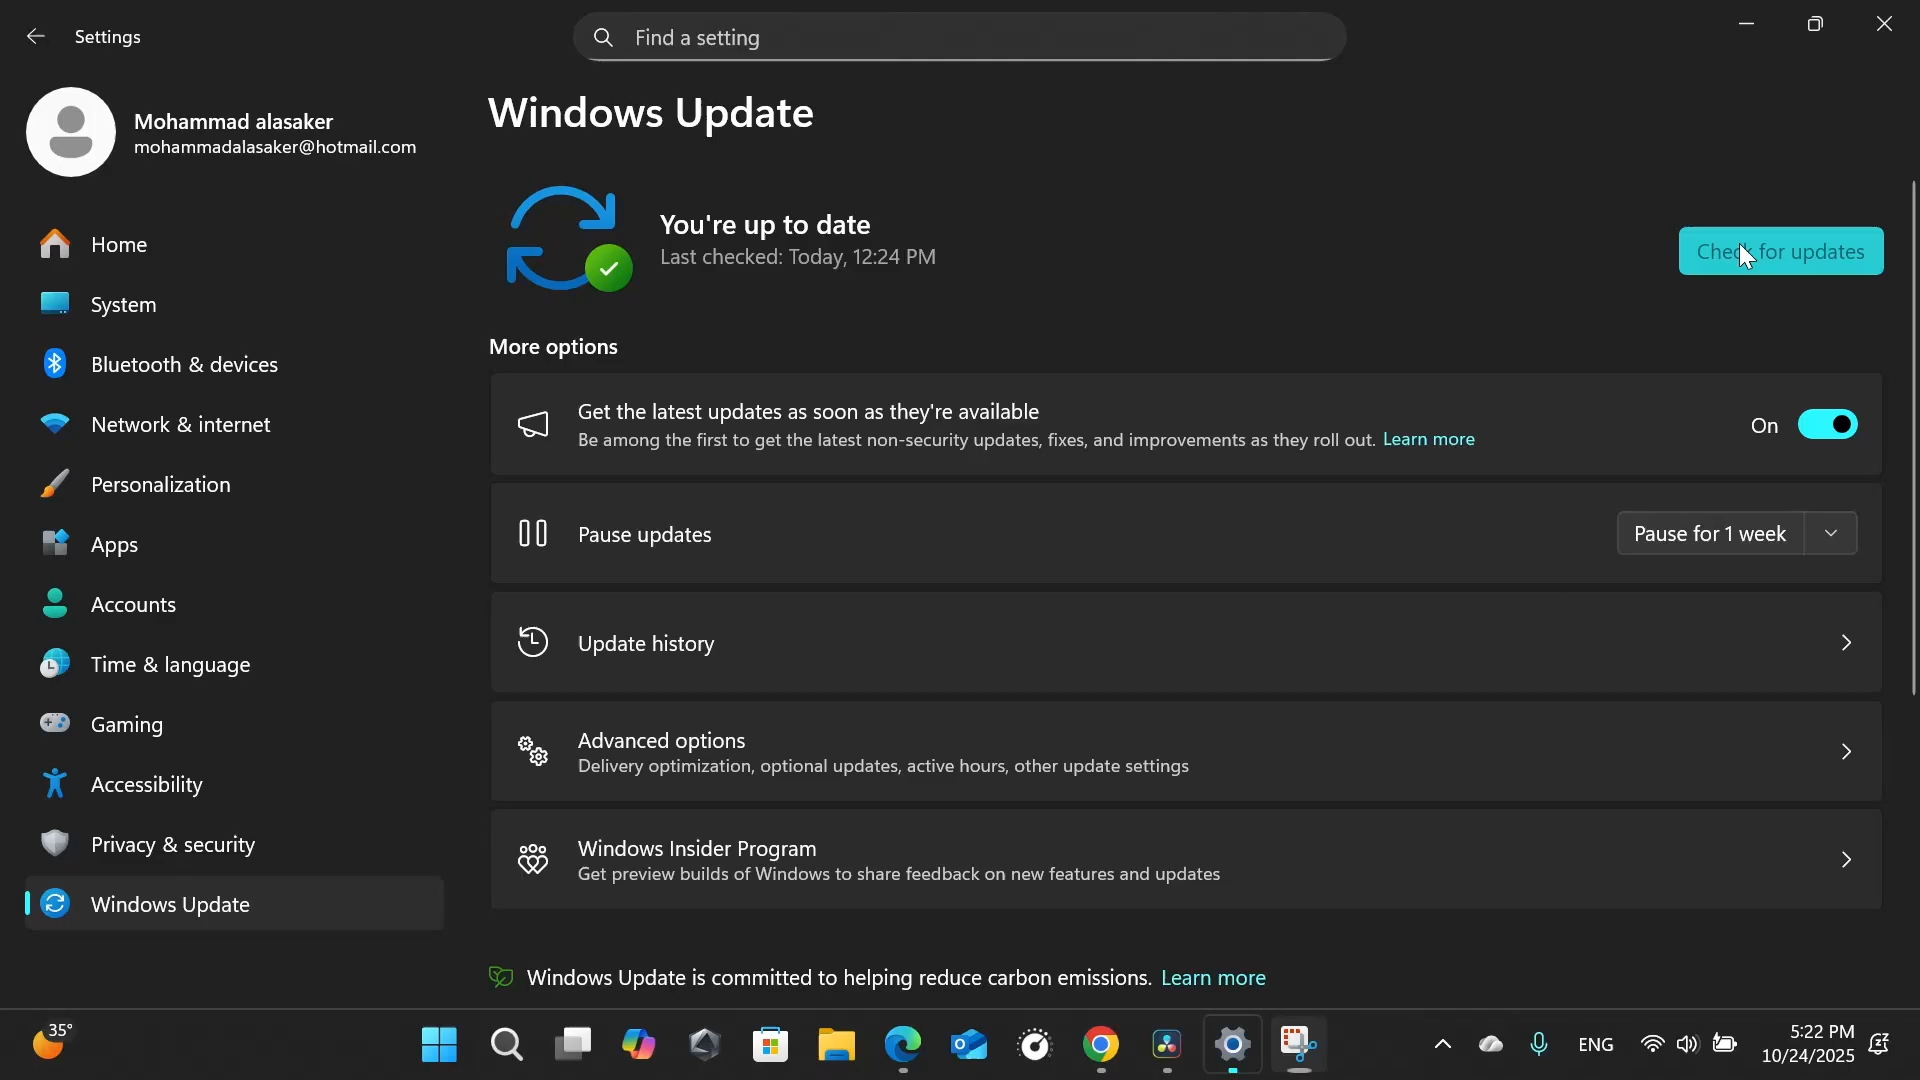 Settings
Find a setting
Mohammad alasaker
mohammadalasaker@hotmail.com
Home
System
Bluetooth & devices
Network & internet
Personalization
Apps
Accounts
Time & language
Gaming
Accessibility
Privacy & security
Windows Update
Windows Update
You're up to date
Last checked: Today, 12:24 PM
Check for updates
More options
Get the latest updates as soon as they're available
Be among the first to get the latest non-security updates, fixes, and improvements as they roll out. Learn more
On
Pause updates
Pause for 1 week
Update history
Advanced options
Delivery optimization, optional updates, active hours, other update settings
Windows Insider Program
Get preview builds of Windows to share feedback on new features and updates
Windows Update is committed to helping reduce carbon emissions. Learn more
35°
ENG
5:22 PM
10/24/2025